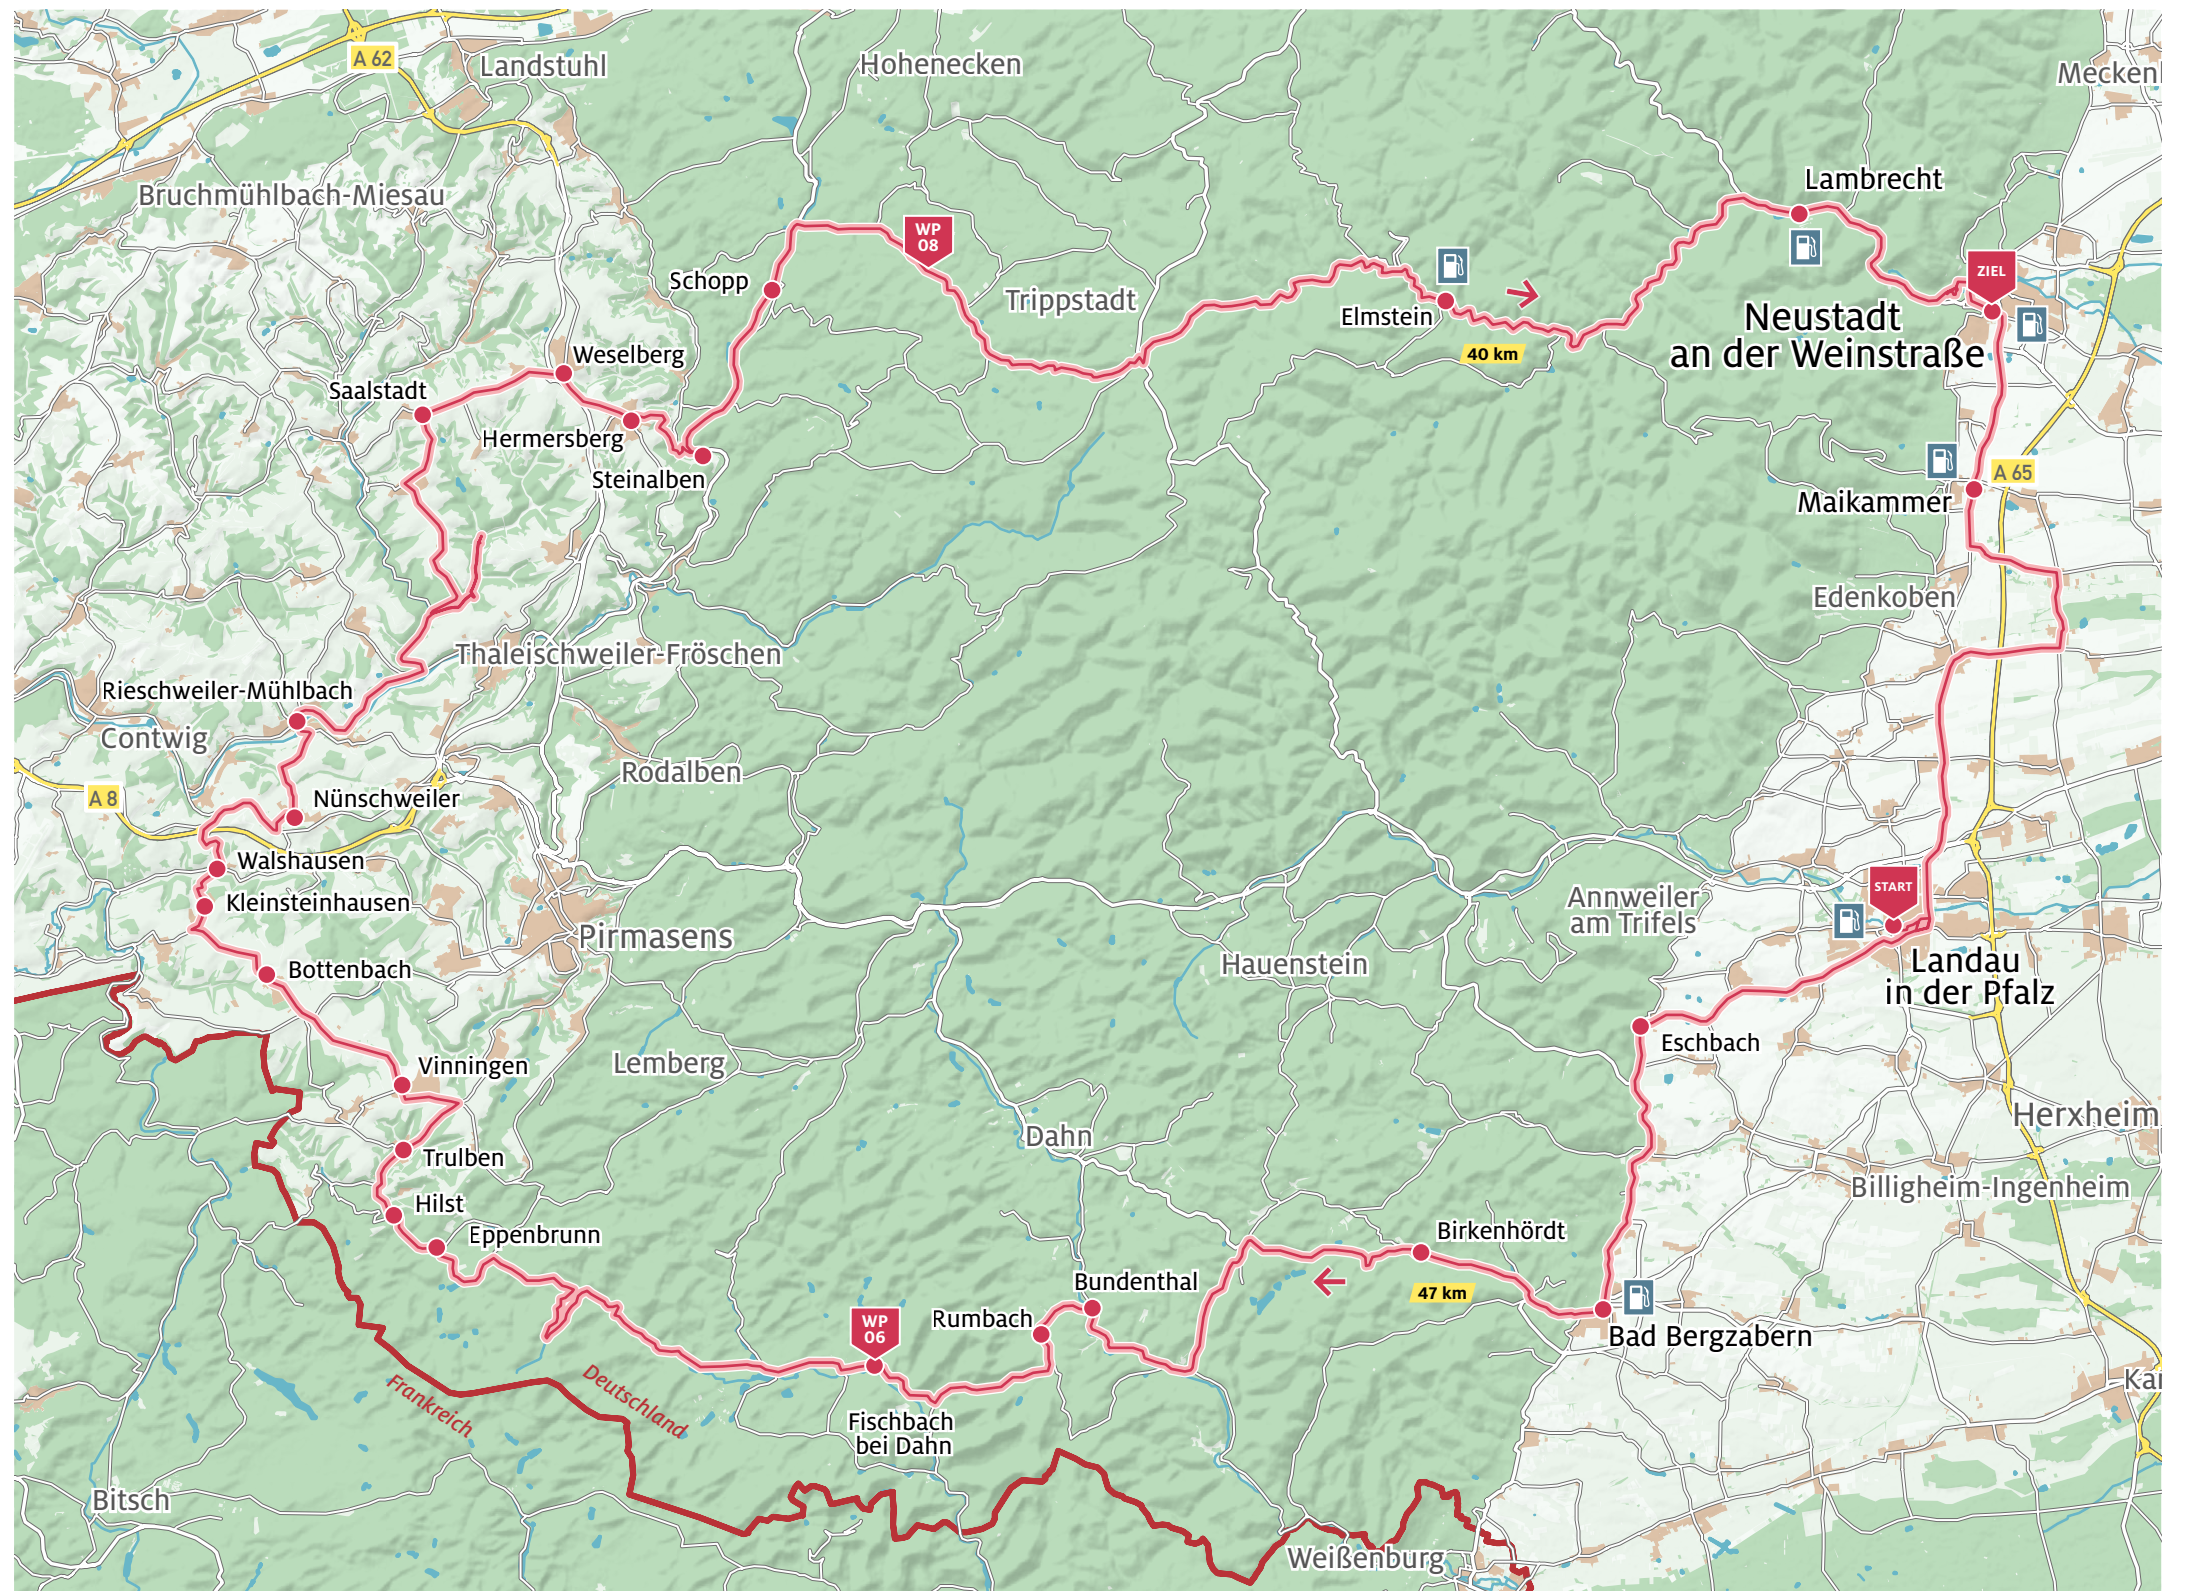 A 62
Landstuhl
Hohenecken
Mecken
Bruchmühlbach-Miesau
Lambrecht
WP
08
Schopp
Trippstadt
ZIEL
Elmstein
40 km
Neustadt
an der Weinstraße
Weselberg
Saalstadt
Hermersberg
Steinalben
A 65
Maikammer
Edenkoben
Thaleischweiler-Fröschen
Rieschweiler-Mühlbach
Contwig
Rodalben
A 8
Nünschweiler
Walshausen
Kleinsteinhausen
START
Annweiler
am Trifels
Pirmasens
Hauenstein
Landau
in der Pfalz
Bottenbach
Eschbach
Vinningen
Lemberg
Herxheim
Dahn
Trulben
Billigheim-Ingenheim
Hilst
Eppenbrunn
Birkenhördt
Bundenthal
47 km
Rumbach
WP
06
Bad Bergzabern
Frankreich
Deutschland
Fischbach
bei Dahn
Kar
Bitsch
Weißenburg